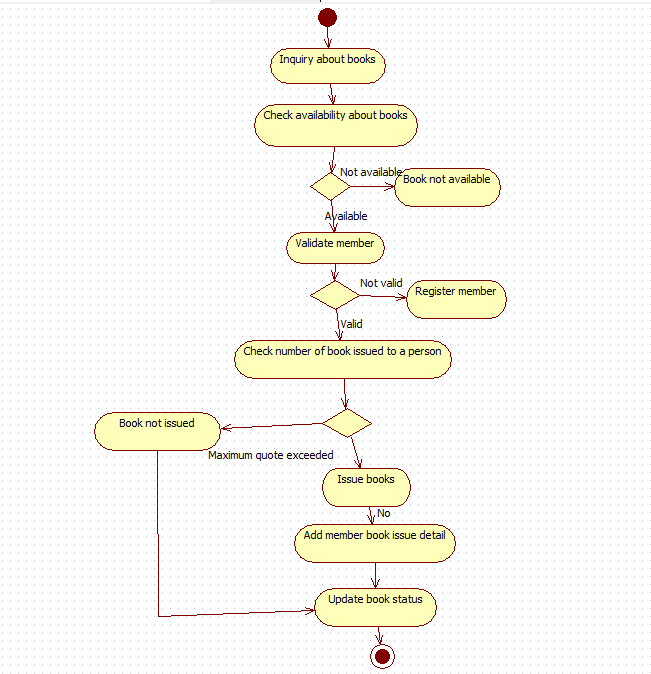 Inquiry about books
Check availability about books
Not available
Book not available
Available
Validate member
Not valid
Register member
Valid
Check number of book issued to a person
Book not issued
Maximum quote exceeded
Issue books
No
Add member book issue detail
Update book status